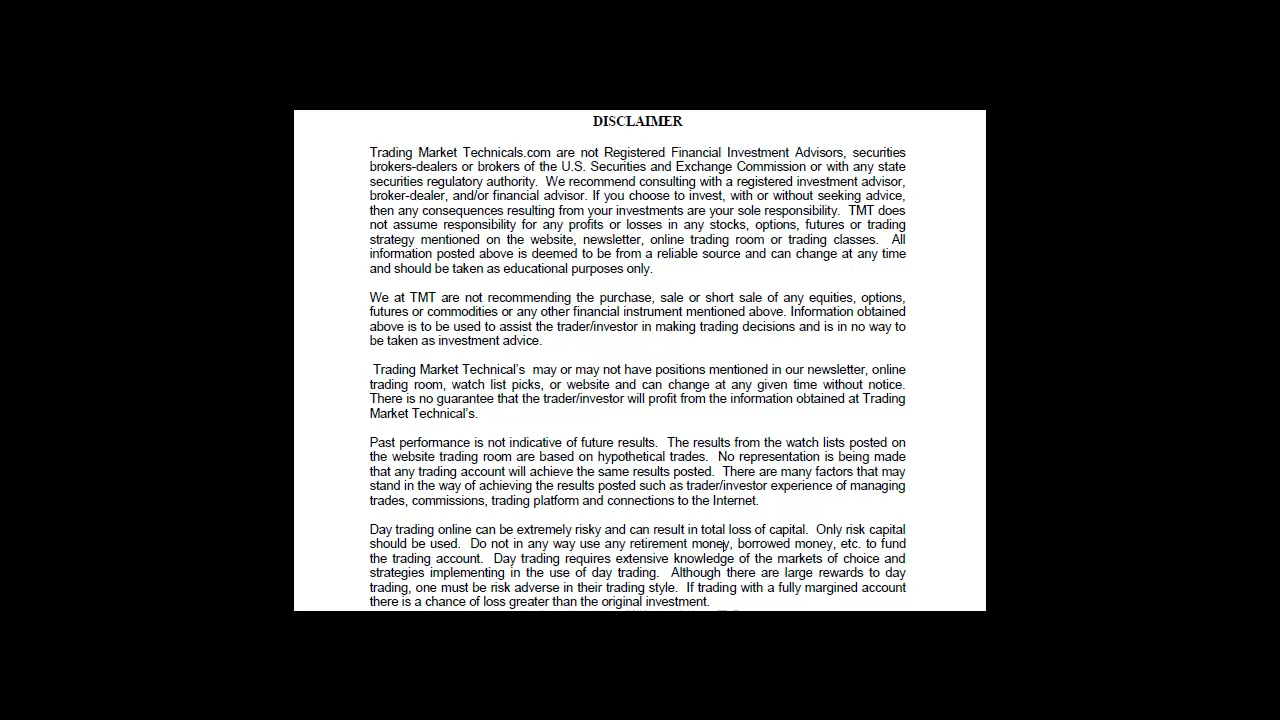 DISCLAIMER
Trading Market Technicals.com are not Registered Financial Investment Advisors, securities
brokers-dealers or brokers of the U.S. Securities and Exchange Commission or with any state
securities regulatory authority.  We recommend consulting with a registered investment advisor,
broker-dealer, and/or financial advisor. If you choose to invest, with or without seeking advice,
then any consequences resulting from your investments are your sole responsibility.  TMT does
not assume responsibility for any profits or losses in any stocks, options, futures or trading
strategy mentioned on the website, newsletter, online trading room or trading classes.  All
information posted above is deemed to be from a reliable source and can change at any time
and should be taken as educational purposes only.
We at TMT are not recommending the purchase, sale or short sale of any equities, options,
futures or commodities or any other financial instrument mentioned above. Information obtained
above is to be used to assist the trader/investor in making trading decisions and is in no way to
be taken as investment advice.
Trading Market Technical's  may or may not have positions mentioned in our newsletter, online
trading room, watch list picks, or website and can change at any given time without notice.
There is no guarantee that the trader/investor will profit from the information obtained at Trading
Market Technical's.
Past performance is not indicative of future results.  The results from the watch lists posted on
the website trading room are based on hypothetical trades.  No representation is being made
that any trading account will achieve the same results posted.  There are many factors that may
stand in the way of achieving the results posted such as trader/investor experience of managing
trades, commissions, trading platform and connections to the Internet.
Day trading online can be extremely risky and can result in total loss of capital.  Only risk capital
should be used.  Do not in any way use any retirement money, borrowed money, etc. to fund
the trading account.  Day trading requires extensive knowledge of the markets of choice and
strategies implementing in the use of day trading.  Although there are large rewards to day
trading, one must be risk adverse in their trading style.  If trading with a fully margined account
there is a chance of loss greater than the original investment.